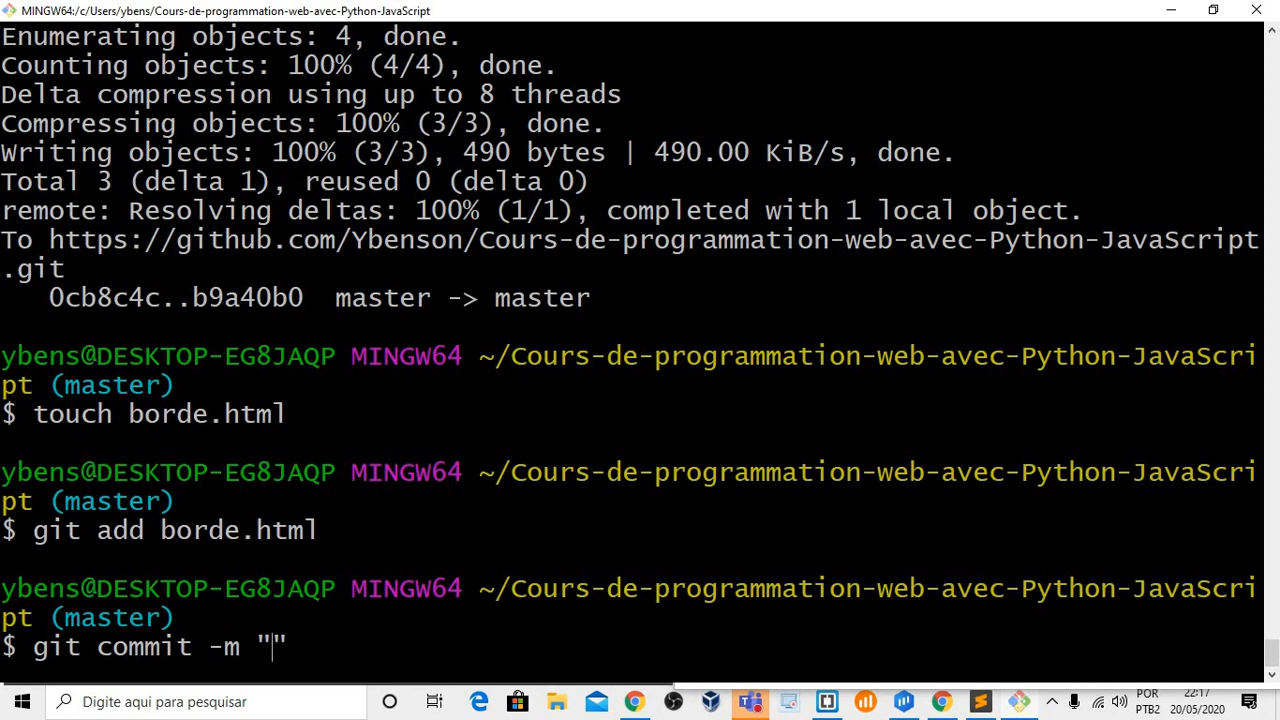 MINGW64:/c/Users/ybens/Cours-de-programmation-web-avec-Python-JavaScript
Enumerating objects: 4, done.
Counting objects: 100% (4/4), done.
Delta compression using up to 8 threads
Compressing objects: 100% (3/3), done.
Writing objects: 100% (3/3), 490 bytes | 490.00 KiB/s, done.
Total 3 (delta 1), reused 0 (delta 0)
remote: Resolving deltas: 100% (1/1), completed with 1 local object.
To https://github.com/Ybenson/Cours-de-programmation-web-avec-Python-JavaScript
.git
   0cb8c4c..b9a40b0  master -> master
ybens@DESKTOP-EG8JAQP MINGW64 ~/Cours-de-programmation-web-avec-Python-JavaScri
pt (master)
$ touch borde.html
ybens@DESKTOP-EG8JAQP MINGW64 ~/Cours-de-programmation-web-avec-Python-JavaScri
pt (master)
$ git add borde.html
ybens@DESKTOP-EG8JAQP MINGW64 ~/Cours-de-programmation-web-avec-Python-JavaScri
pt (master)
$ git commit -m ""
Digite aqui para pesquisar
POR
PTB2
22:17
20/05/2020